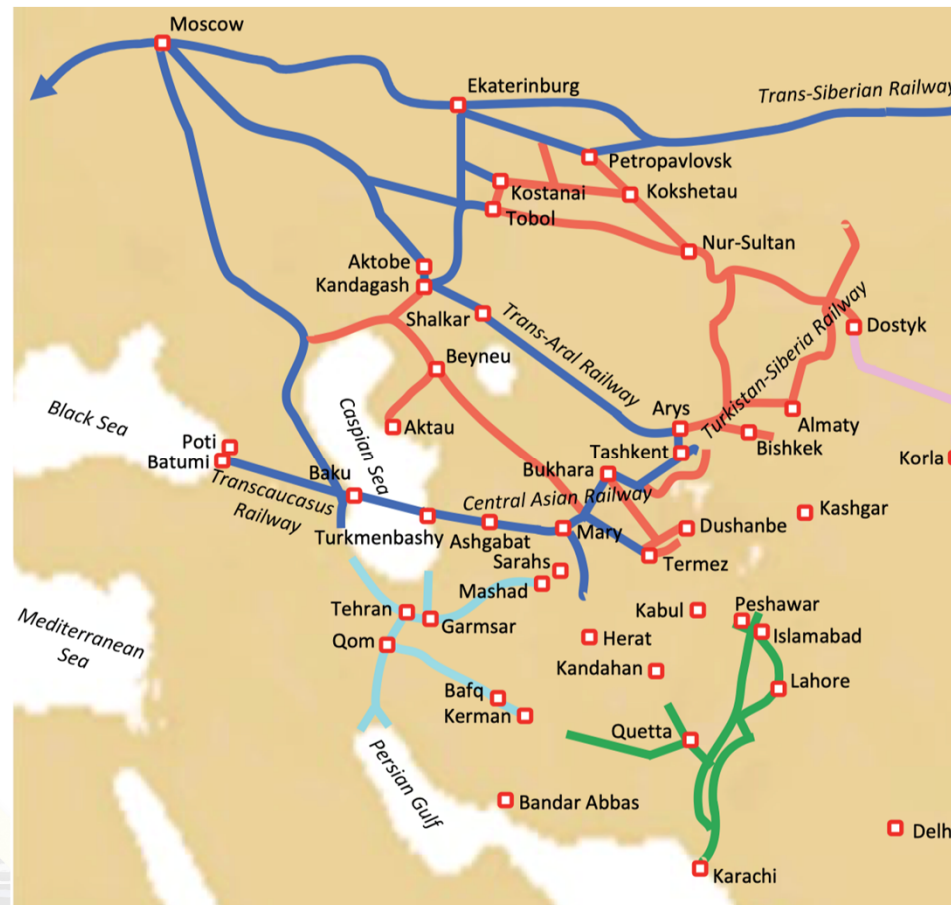 Moscow
Ekaterinburg
Trans-Siberian Railway
Petropavlovsk
Kostanai
Kokshetau
Tobol
Nur-Sultan
Aktobe
Kandagash
Shalkar
Trans-Aral Railway
Turkistan-Siberia Railway
Dostyk
Beyneu
Black Sea
Caspian Sea
Aktau
Arys
Almaty
Poti
Batumi
Tashkent
Bishkek
Korla
Bukhara
Baku
Transcaucasus
Railway
Central Asian Railway
Kashgar
Turkmenbashy
Ashgabat
Mary
Dushanbe
Sarahs
Termez
Mashad
Tehran
Garmsar
Kabul
Peshawar
Islamabad
Mediterranean
Sea
Qom
Herat
Kandahan
Lahore
Bafq
Kerman
Quetta
Persian Gulf
Bandar Abbas
Delh
Karachi